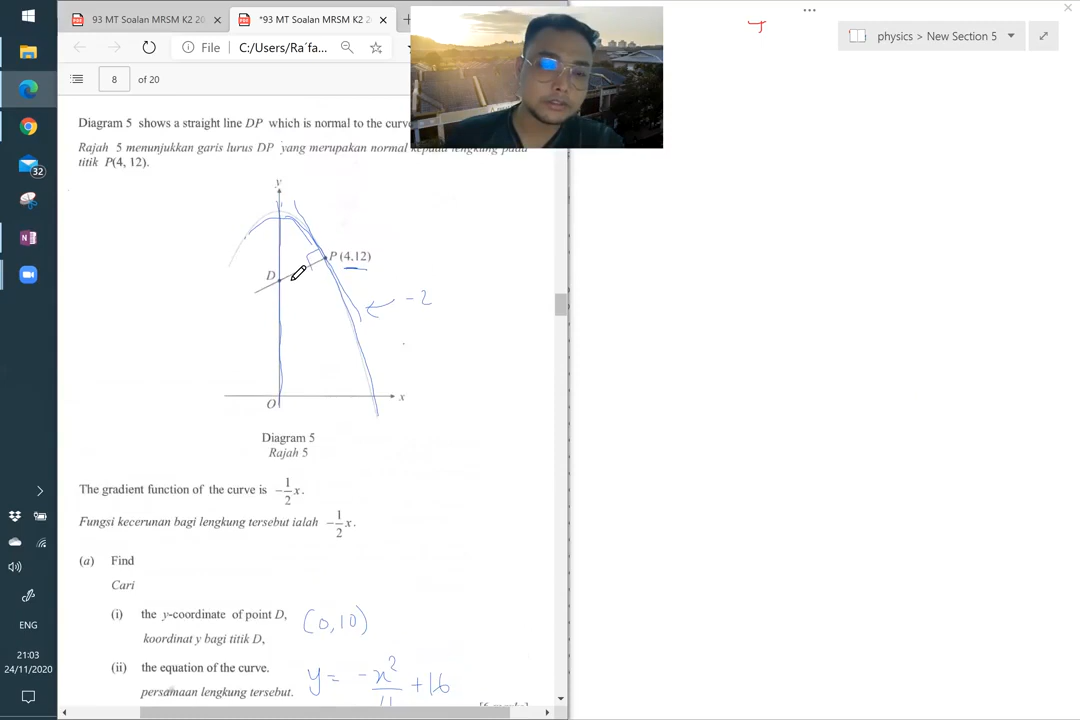 93 MT Soalan MRSM K2 20
*93 MT Soalan MRSM K2 20
File
C:/Users/Ra´fa...
physics > New Section 5
8 of 20
Diagram 5 shows a straight line DP which is normal to the curve
Rajah 5 menunjukkan garis lurus DP yang merupakan normal kepada lengkung pada
titik P(4, 12).
y
P (4,12)
D
-2
O
x
Diagram 5
Rajah 5
The gradient function of the curve is -1/2 x.
Fungsi kecerunan bagi lengkung tersebut ialah -1/2 x.
(a) Find
Cari
(i) the y-coordinate of point D, (0,10)
koordinat y bagi titik D,
(ii) the equation of the curve. y = -x²/4 + 16
persamaan lengkung tersebut.
32
ENG
21:03
24/11/2020